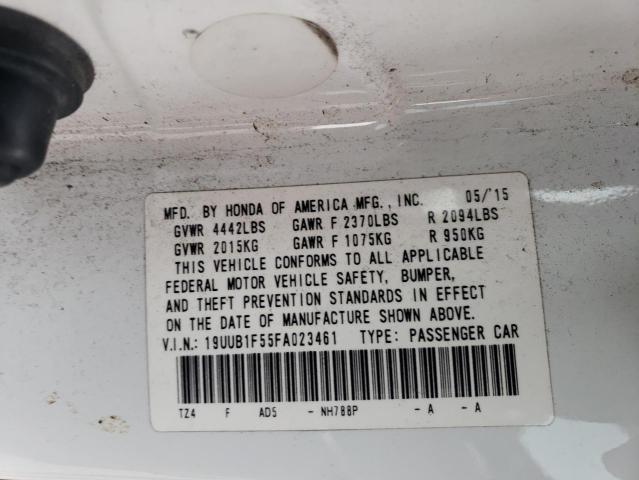 MFD. BY HONDA OF AMERICA MFG., INC. 05/'15
GVWR 4442LBS GAWR F 2370LBS R 2094LBS
GVWR 2015KG GAWR F 1075KG R 950KG
THIS VEHICLE CONFORMS TO ALL APPLICABLE
FEDERAL MOTOR VEHICLE SAFETY, BUMPER,
AND THEFT PREVENTION STANDARDS IN EFFECT
ON THE DATE OF MANUFACTURE SHOWN ABOVE.
V.I.N.: 19UUB1F55FA023461 TYPE: PASSENGER CAR
TZ4 F AD5 - NH788P - A - A